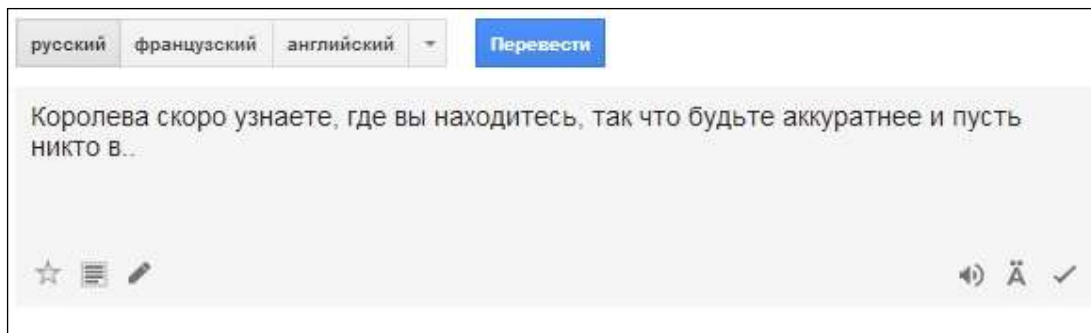 русский французский английский Перевести
Королева скоро узнаете, где вы находитесь, так что будьте аккуратнее и пусть
никто в..
Ä